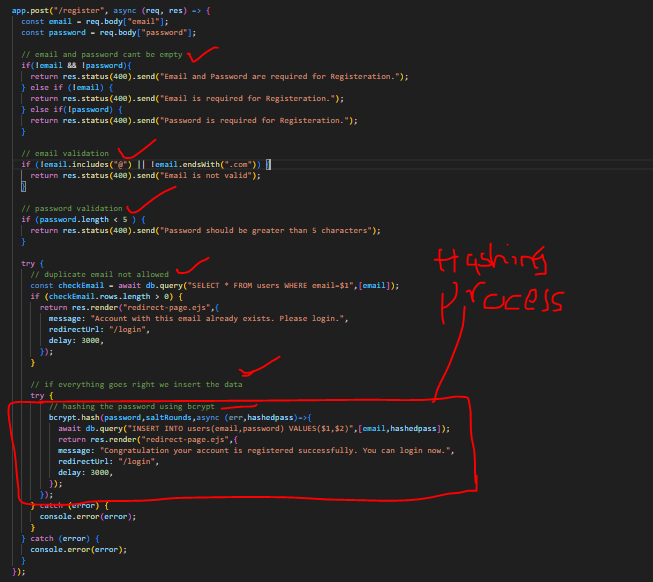 app.post("/register", async (req, res) => {
const email = req.body["email"];
const password = req.body["password"];
// email and password cant be empty
if(!email && !password){
return res.status(400).send("Email and Password are required for Registeration.");
} else if (!email) {
return res.status(400).send("Email is required for Registeration.");
} else if(!password) {
return res.status(400).send("Password is required for Registeration.");
}
// email validation
if (!email.includes("@") || !email.endsWith(".com")) {
return res.status(400).send("Email is not valid");
}
// password validation
if (password.length < 5 ) {
return res.status(400).send("Password should be greater than 5 characters");
}
Hashing
Process
try {
// duplicate email not allowed
const checkEmail = await db.query("SELECT * FROM users WHERE email=$1",[email]);
if (checkEmail.rows.length > 0) {
return res.render("redirect-page.ejs",{
message: "Account with this email already exists. Please login.",
redirectUrl: "/login",
delay: 3000,
});
}
// if everything goes right we insert the data
try {
// hashing the password using bcrypt
bcrypt.hash(password,saltRounds,async (err,hashedpass)=>{
await db.query("INSERT INTO users(email,password) VALUES($1,$2)",[email,hashedpass]);
return res.render("redirect-page.ejs",{
message: "Congratulation your account is registered successfully. You can login now.",
redirectUrl: "/login",
delay: 3000,
});
});
} catch (error) {
console.error(error);
}
} catch (error) {
console.error(error);
}
});